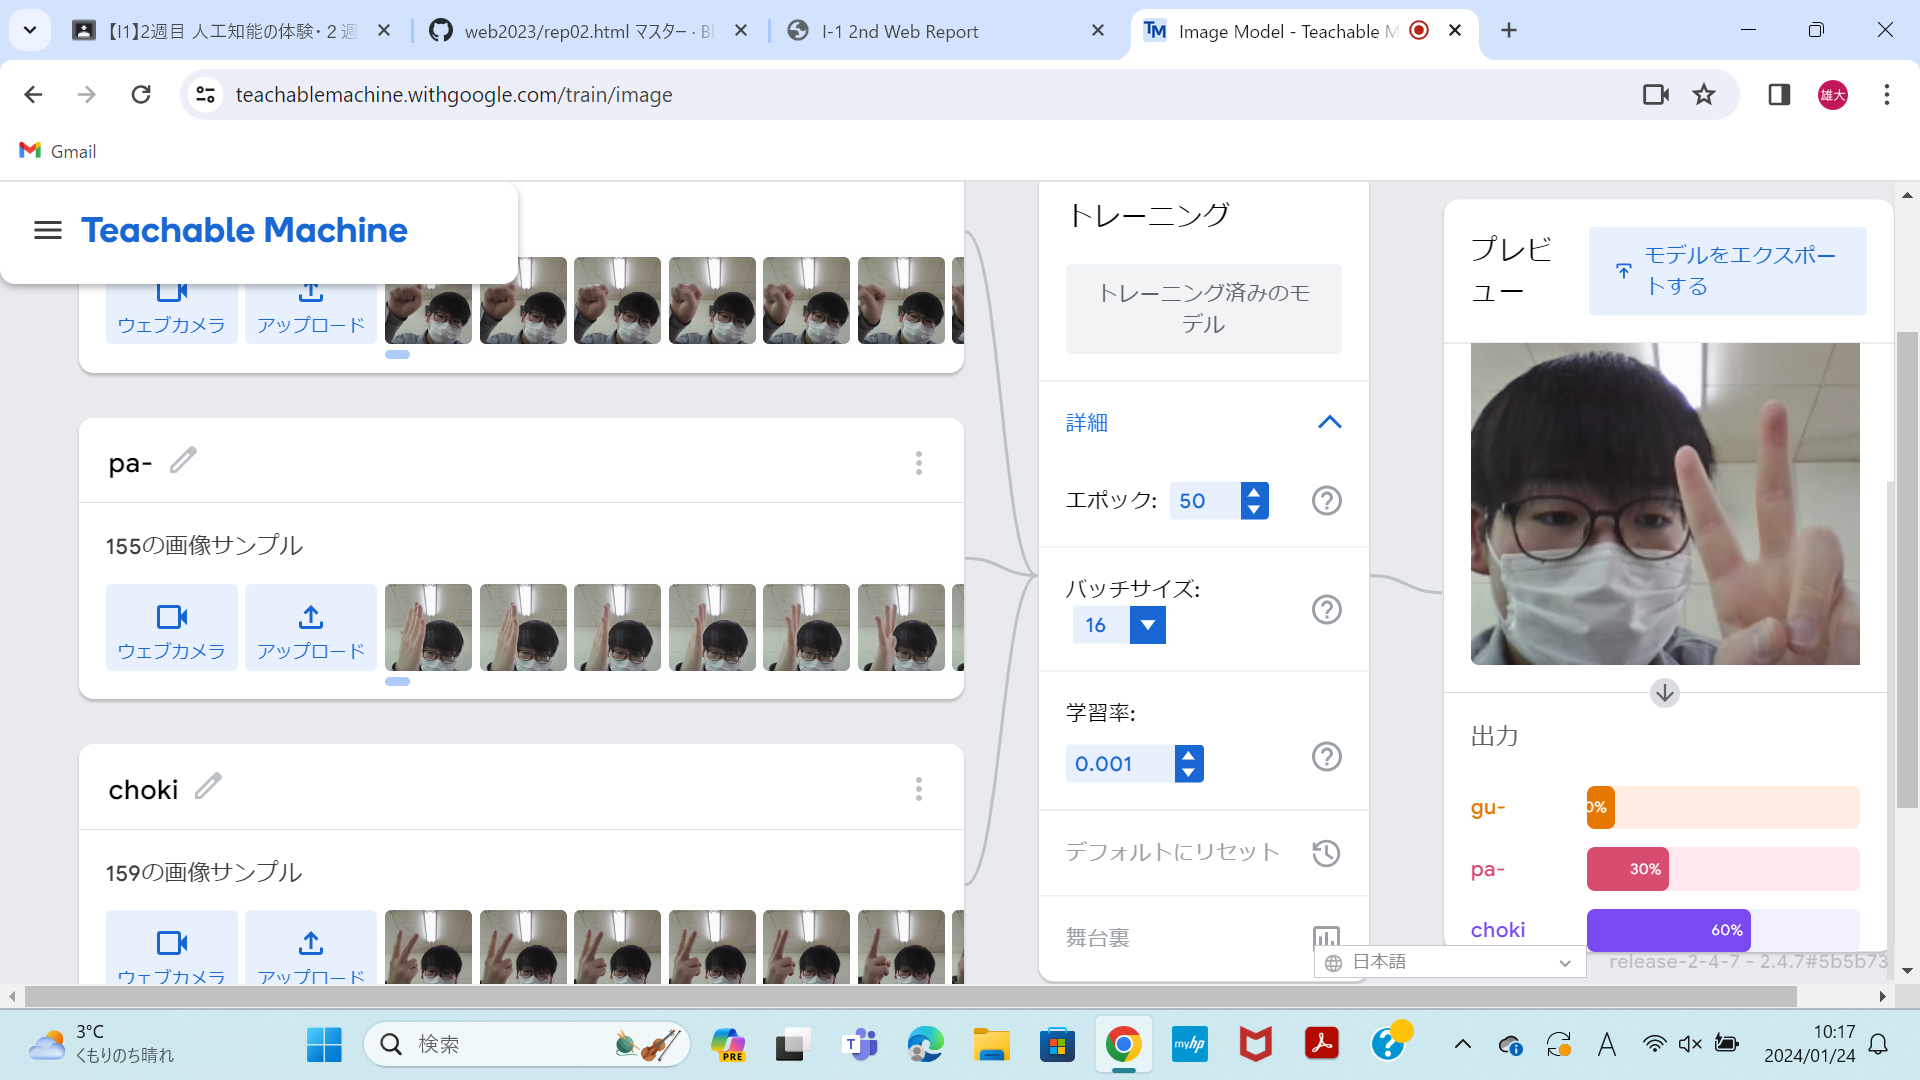 【I1】2週目 人工知能の体験・2 週
web2023/rep02.html マスター · Bl
I-1 2nd Web Report
Image Model - Teachable M
teachablemachine.withgoogle.com/train/image
雄大
Gmail
Teachable Machine
ウェブカメラ
アップロード
pa-
155の画像サンプル
ウェブカメラ
アップロード
choki
159の画像サンプル
ウェブカメラ
アップロード
トレーニング
トレーニング済みのモ
デル
詳細
エポック: 50
バッチサイズ:
16
学習率:
0.001
デフォルトにリセット
舞台裏
プレビ
ュー
モデルをエクスポー
トする
出力
gu-
0%
pa-
30%
choki
60%
日本語
release-2-4-7 - 2.4.7#5b5b73
3°C
くもりのち晴れ
検索
PRE
myhp
A
10:17
2024/01/24